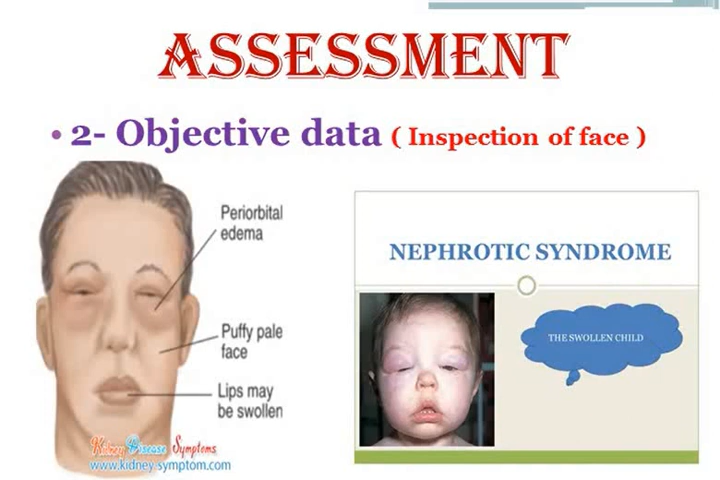 ASSESSMENT
• 2- Objective data ( Inspection of face )
Periorbital
edema
Puffy pale
face
Lips may
be swollen
Kidney Disease Symptoms
www.kidney-symptom.com
NEPHROTIC SYNDROME
THE SWOLLEN CHILD